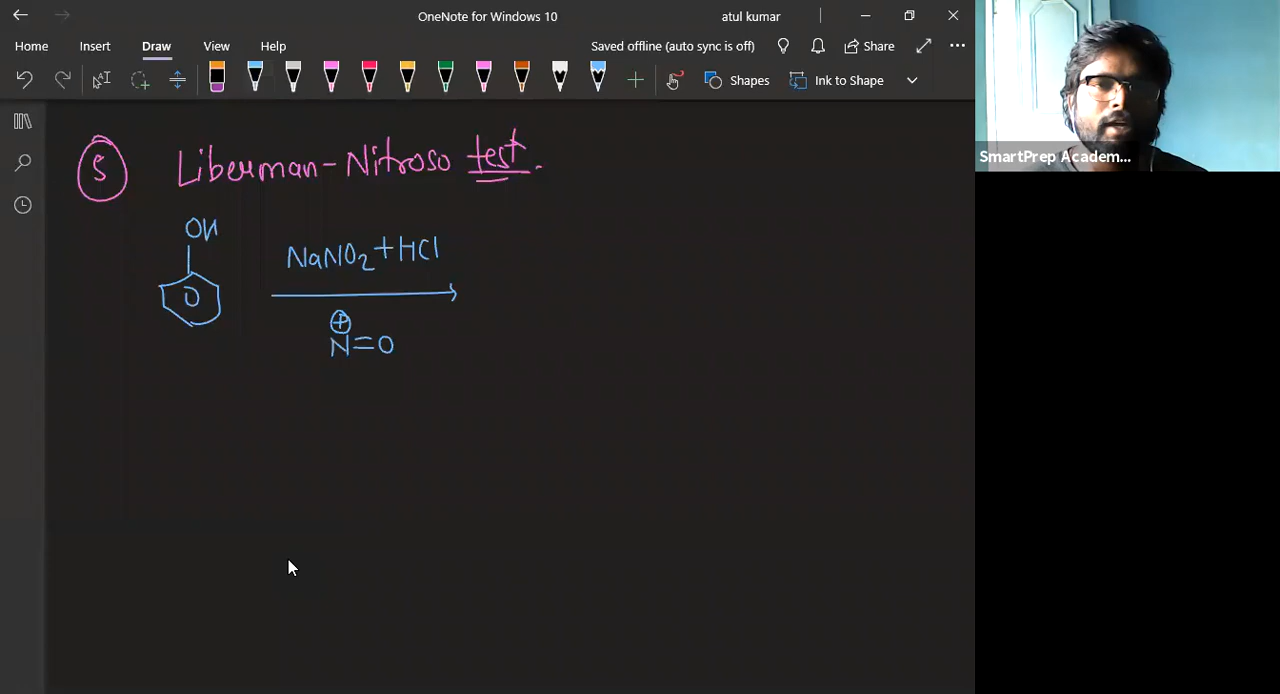 OneNote for Windows 10
atul kumar
Home Insert Draw View Help
Saved offline (auto sync is off)
Share
Shapes
Ink to Shape
SmartPrep Academ...
5 Liberman-Nitroso test.
OH
NaNO2+HCl
+
N=O